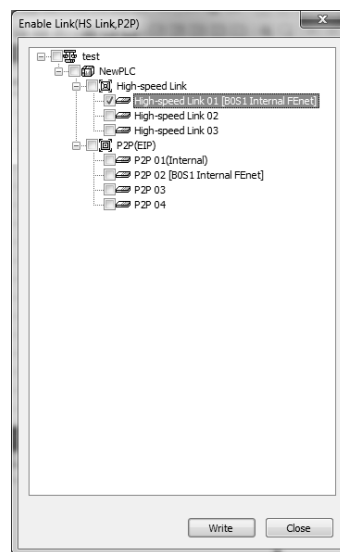 Enable Link(HS Link,P2P)
x
test
NewPLC
High-speed Link
High-speed Link 01 [B0S1 Internal FEnet]
High-speed Link 02
High-speed Link 03
P2P(EIP)
P2P 01(Internal)
P2P 02 [B0S1 Internal FEnet]
P2P 03
P2P 04
Write Close